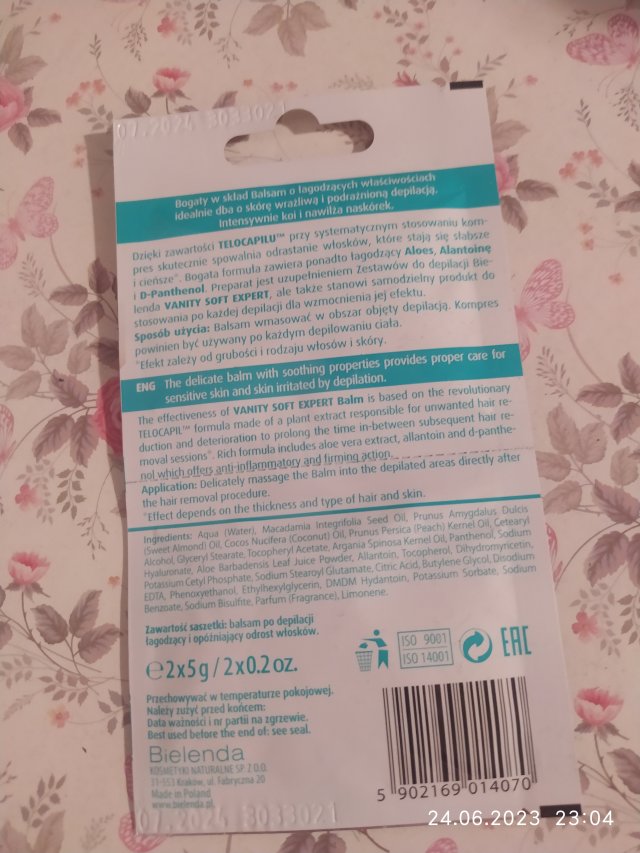 07.2024 3033021
Bogaty w skład Balsam o łagodzących właściwościach
idealnie dba o skórę wrażliwą i podrażnioną depilacją.
Intensywnie koi i nawilża naskórek.
Dzięki zawartości TELOCAPILU™ przy systematycznym stosowaniu kom-
pres skutecznie spowalnia odrastanie włosków, które stają się słabsze
i cieńsze*. Bogata formuła zawiera ponadto łagodzący Aloes, Alantoinę
i D-Panthenol. Preparat jest uzupełnieniem Zestawów do depilacji Bie-
lenda VANITY SOFT EXPERT, ale także stanowi samodzielny produkt do
stosowania po każdej depilacji dla wzmocnienia jej efektu.
Sposób użycia: Balsam wmasować w obszar objęty depilacją. Kompres
powinien być używany po każdym depilowaniu ciała.
*Efekt zależy od grubości i rodzaju włosów i skóry.
ENG The delicate balm with soothing properties provides proper care for
sensitive skin and skin irritated by depilation.
The effectiveness of VANITY SOFT EXPERT Balm is based on the revolutionary
TELOCAPIL™ formula made of a plant extract responsible for unwanted hair re-
duction and deterioration to prolong the time in-between subsequent hair re-
moval sessions*. Rich formula includes aloe vera extract, allantoin and d-panthe-
nol which offers anti-inflammatory and firming action.
Application: Delicately massage the Balm into the depilated areas directly after
the hair removal procedure.
*Effect depends on the thickness and type of hair and skin.
Ingredients: Aqua (Water), Macadamia Integrifolia Seed Oil, Prunus Amygdalus Dulcis
(Sweet Almond) Oil, Cocos Nucifera (Coconut) Oil, Prunus Persica (Peach) Kernel Oil, Cetearyl
Alcohol, Glyceryl Stearate, Tocopheryl Acetate, Argania Spinosa Kernel Oil, Panthenol, Sodium
Hyaluronate, Aloe Barbadensis Leaf Juice Powder, Allantoin, Tocopherol, Dihydromyricetin,
Potassium Cetyl Phosphate, Sodium Stearoyl Glutamate, Citric Acid, Butylene Glycol, Disodium
EDTA, Phenoxyethanol, Ethylhexylglycerin, DMDM Hydantoin, Potassium Sorbate, Sodium
Benzoate, Sodium Bisulfite, Parfum (Fragrance), Limonene.
Zawartość saszetki: balsam po depilacji
łagodzący i opóźniający odrost włosków.
ISO 9001
ISO 14001
EAC
℮2x5g/2x0.2oz.
Przechowywać w temperaturze pokojowej.
Należy zużyć przed końcem:
Data ważności i nr partii na zgrzewie.
Best used before the end of: see seal.
Bielenda
KOSMETYKI NATURALNE SP. Z O.O.
31-553 Kraków, ul. Fabryczna 20
Made in Poland
www.bielenda.pl
5 902169 014070
07.2024 3033021
24.06.2023 23:04